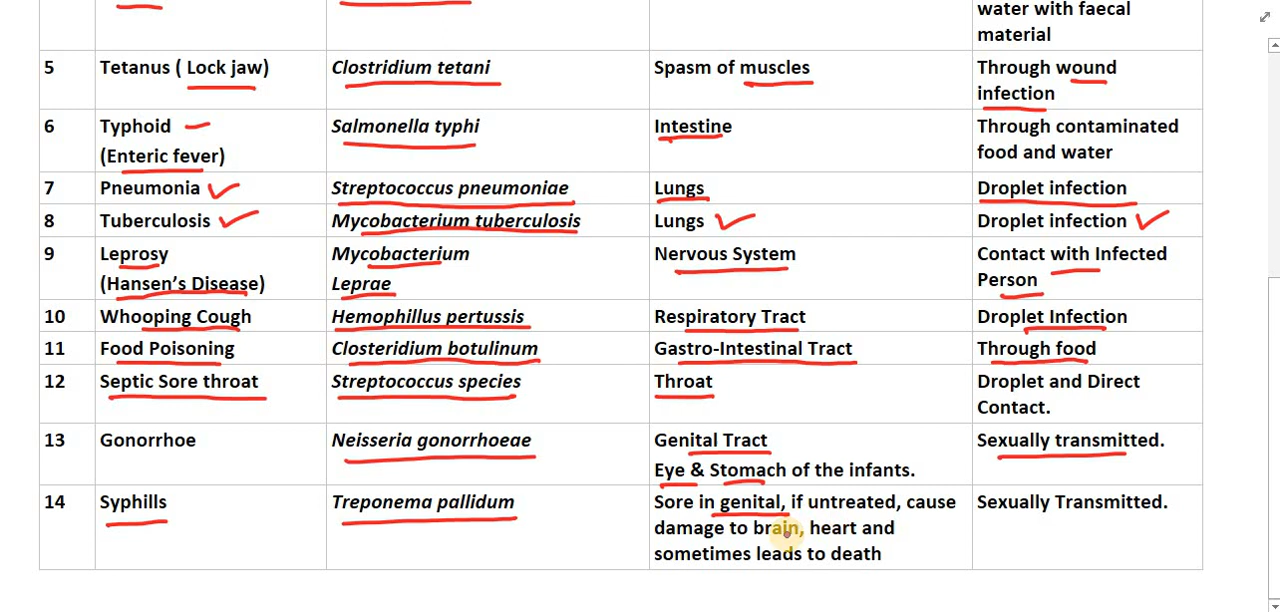 water with faecal
material
5 Tetanus ( Lock jaw) Clostridium tetani Spasm of muscles Through wound
infection
6 Typhoid Salmonella typhi Intestine Through contaminated
(Enteric fever) food and water
7 Pneumonia Streptococcus pneumoniae Lungs Droplet infection
8 Tuberculosis Mycobacterium tuberculosis Lungs Droplet infection
9 Leprosy Mycobacterium Nervous System Contact with Infected
(Hansen's Disease) Leprae Person
10 Whooping Cough Hemophillus pertussis Respiratory Tract Droplet Infection
11 Food Poisoning Closteridium botulinum Gastro-Intestinal Tract Through food
12 Septic Sore throat Streptococcus species Throat Droplet and Direct
Contact.
13 Gonorrhoe Neisseria gonorrhoeae Genital Tract Sexually transmitted.
Eye & Stomach of the infants.
14 Syphills Treponema pallidum Sore in genital, if untreated, cause Sexually Transmitted.
damage to brain, heart and
sometimes leads to death